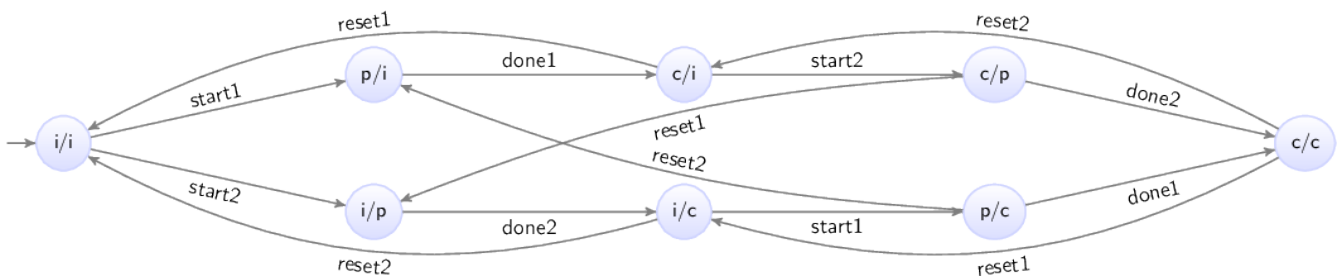 reset1
reset2
p/i
done1
c/i
start2
c/p
start1
done2
i/i
reset1
c/c
reset2
start2
i/p
done2
i/c
start1
p/c
done1
reset2
reset1